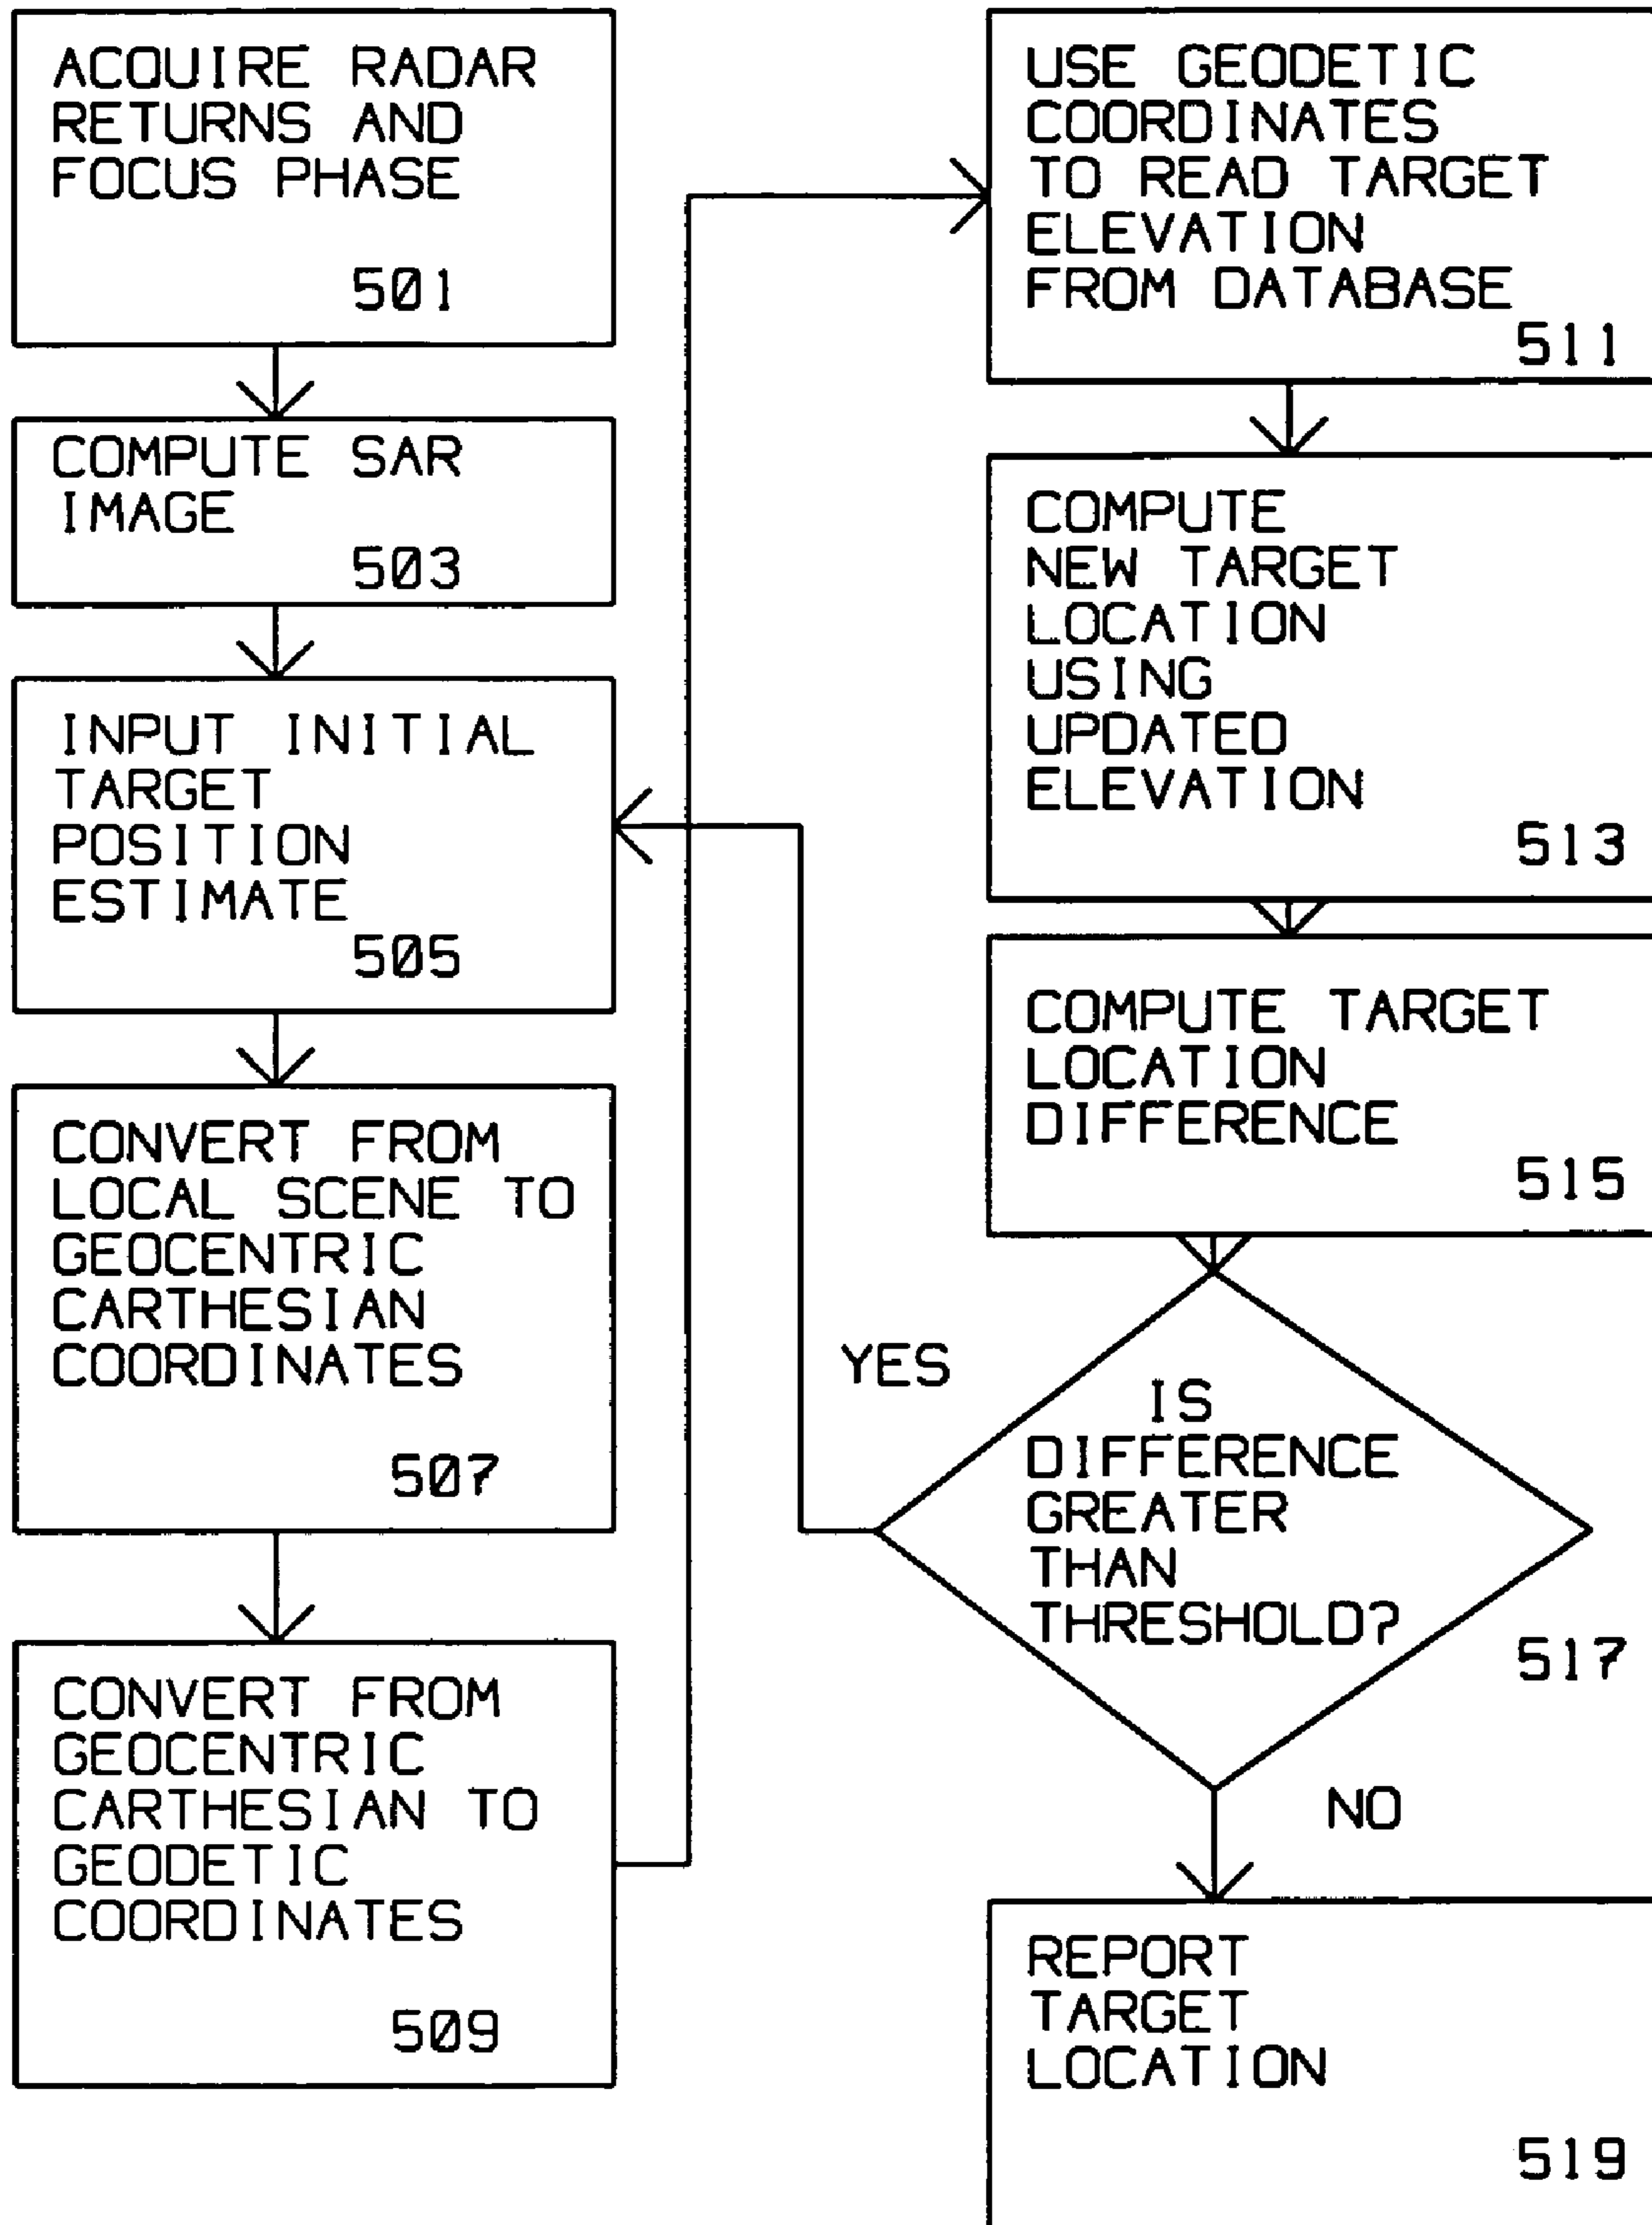 ACQUIRE RADAR
RETURNS AND
FOCUS PHASE
501
COMPUTE SAR
IMAGE
503
INPUT INITIAL
TARGET
POSITION
ESTIMATE
505
CONVERT FROM
LOCAL SCENE TO
GEOCENTRIC
CARTHESIAN
COORDINATES
507
CONVERT FROM
GEOCENTRIC
CARTHESIAN TO
GEODETIC
COORDINATES
509
USE GEODETIC
COORDINATES
TO READ TARGET
ELEVATION
FROM DATABASE
511
COMPUTE
NEW TARGET
LOCATION
USING
UPDATED
ELEVATION
513
COMPUTE TARGET
LOCATION
DIFFERENCE
515
YES
IS
DIFFERENCE
GREATER
THAN
THRESHOLD?
517
NO
REPORT
TARGET
LOCATION
519